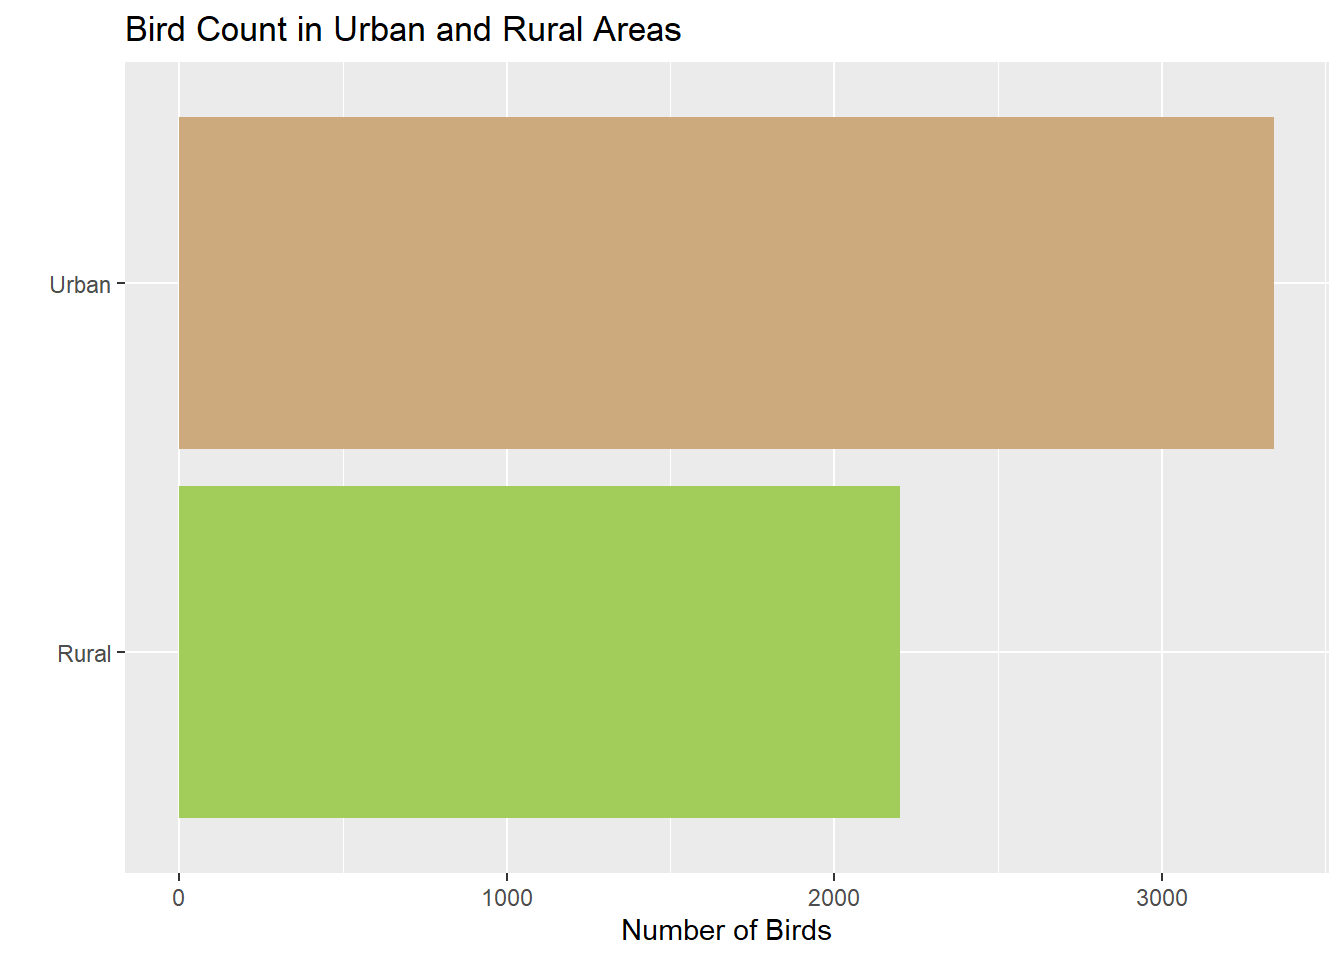 Bird Count in Urban and Rural Areas
Urban
Rural
0 1000 2000 3000
Number of Birds